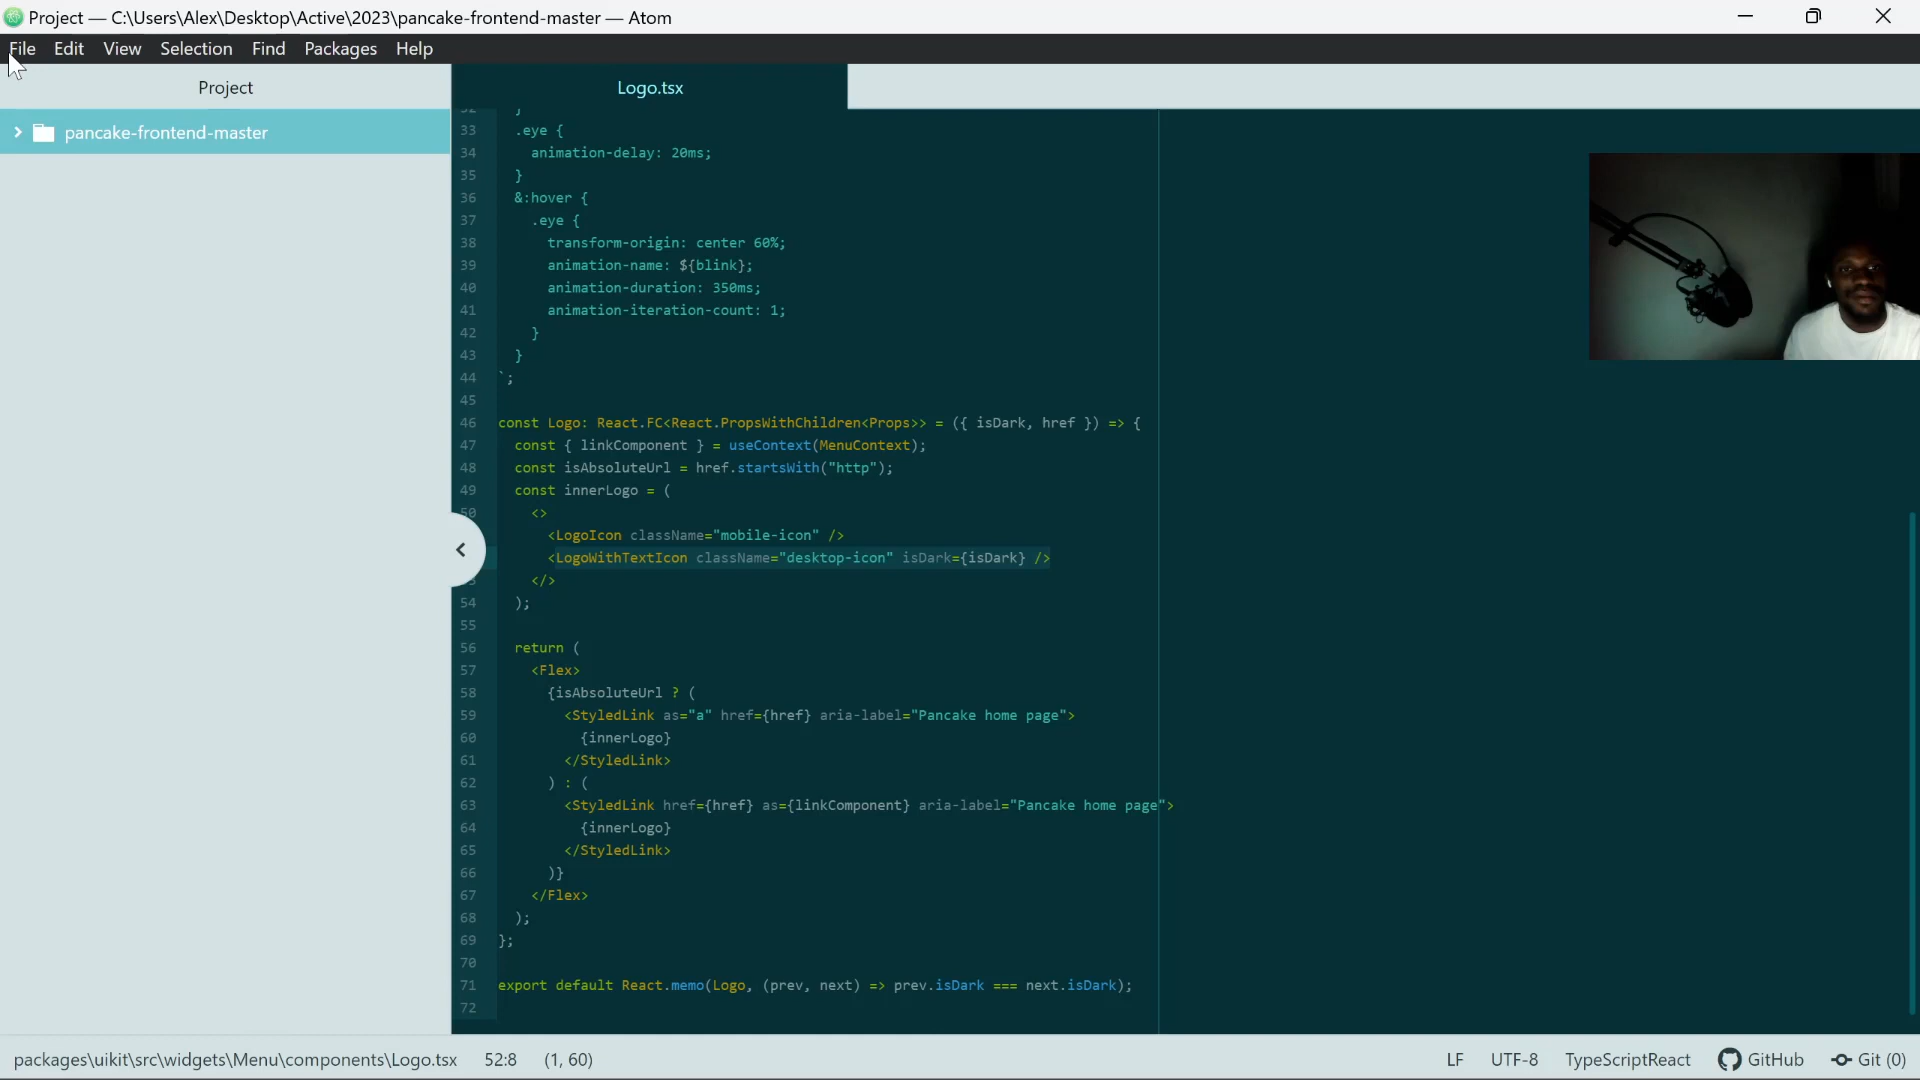 Project — C:\Users\Alex\Desktop\Active\2023\pancake-frontend-master — Atom
File Edit View Selection Find Packages Help
Project
Logo.tsx
pancake-frontend-master
32 }
33 .eye {
34 animation-delay: 20ms;
35 }
36 &:hover {
37 .eye {
38 transform-origin: center 60%;
39 animation-name: ${blink};
40 animation-duration: 350ms;
41 animation-iteration-count: 1;
42 }
43 }
44 `;
45
46 const Logo: React.FC<React.PropsWithChildren<Props>> = ({ isDark, href }) => {
47 const { linkComponent } = useContext(MenuContext);
48 const isAbsoluteUrl = href.startsWith("http");
49 const innerLogo = (
50 <>
<LogoIcon className="mobile-icon" />
<LogoWithTextIcon className="desktop-icon" isDark={isDark} />
</>
54 );
55
56 return (
57 <Flex>
58 {isAbsoluteUrl ? (
59 <StyledLink as="a" href={href} aria-label="Pancake home page">
60 {innerLogo}
61 </StyledLink>
62 ) : (
63 <StyledLink href={href} as={linkComponent} aria-label="Pancake home page">
64 {innerLogo}
65 </StyledLink>
66 )}
67 </Flex>
68 );
69 };
70
71 export default React.memo(Logo, (prev, next) => prev.isDark === next.isDark);
72
packages\uikit\src\widgets\Menu\components\Logo.tsx 52:8 (1, 60) LF UTF-8 TypeScriptReact GitHub Git (0)